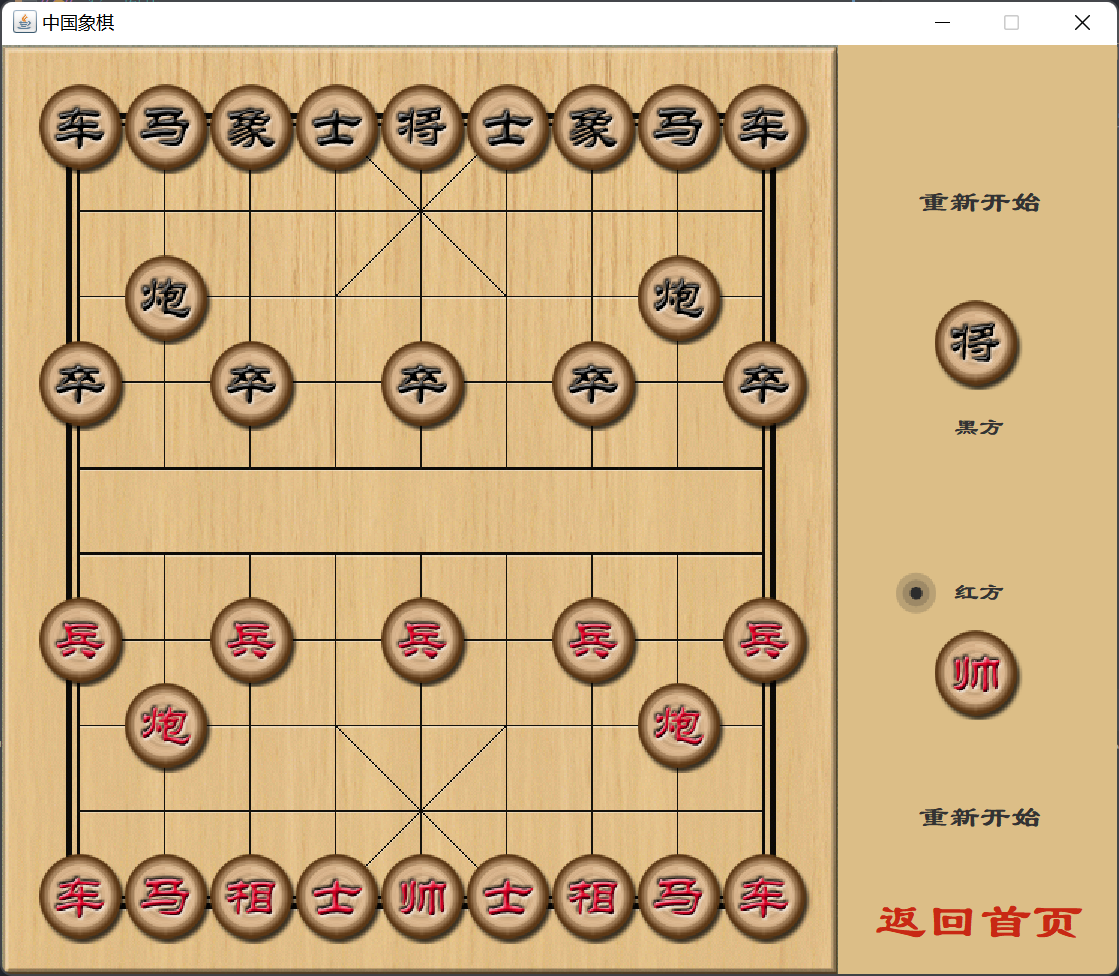 中国象棋
车 马 象 士 将 士 象 马 车
重新开始
炮 炮
将
卒 卒 卒 卒 卒
黑方
红方
兵 兵 兵 兵 兵
帅
炮 炮
重新开始
车 马 相 士 帅 士 相 马 车
返回首页